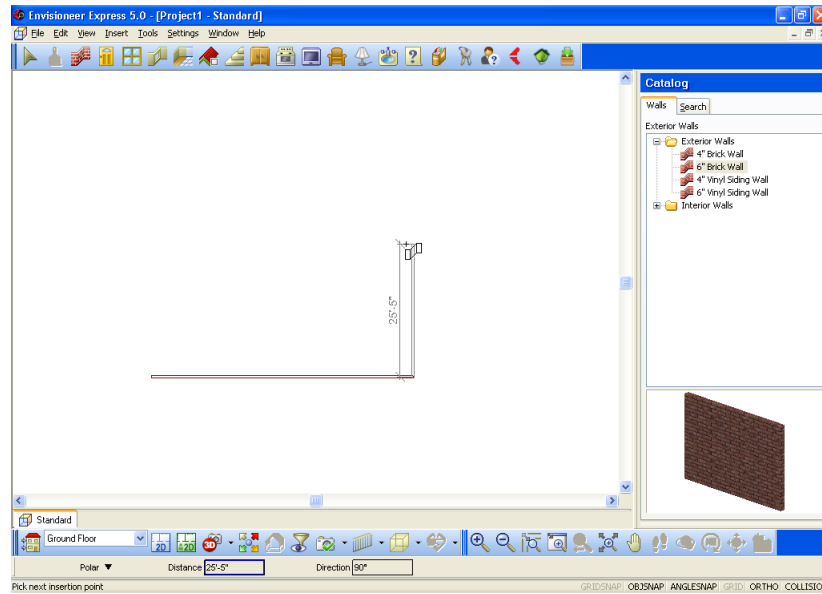 Envisioneer Express 5.0 - [Project1 - Standard]
File Edit View Insert Tools Settings Window Help
Catalog
Walls Search
Exterior Walls
Exterior Walls
4" Brick Wall
6" Brick Wall
4" Vinyl Siding Wall
6" Vinyl Siding Wall
Interior Walls
25'-5"
Standard
Ground Floor
2D 2D 3D
Polar ▼ Distance 25'-5" Direction 90°
Pick next insertion point GRIDSNAP OBJSNAP ANGLESNAP GRID ORTHO COLLISIO